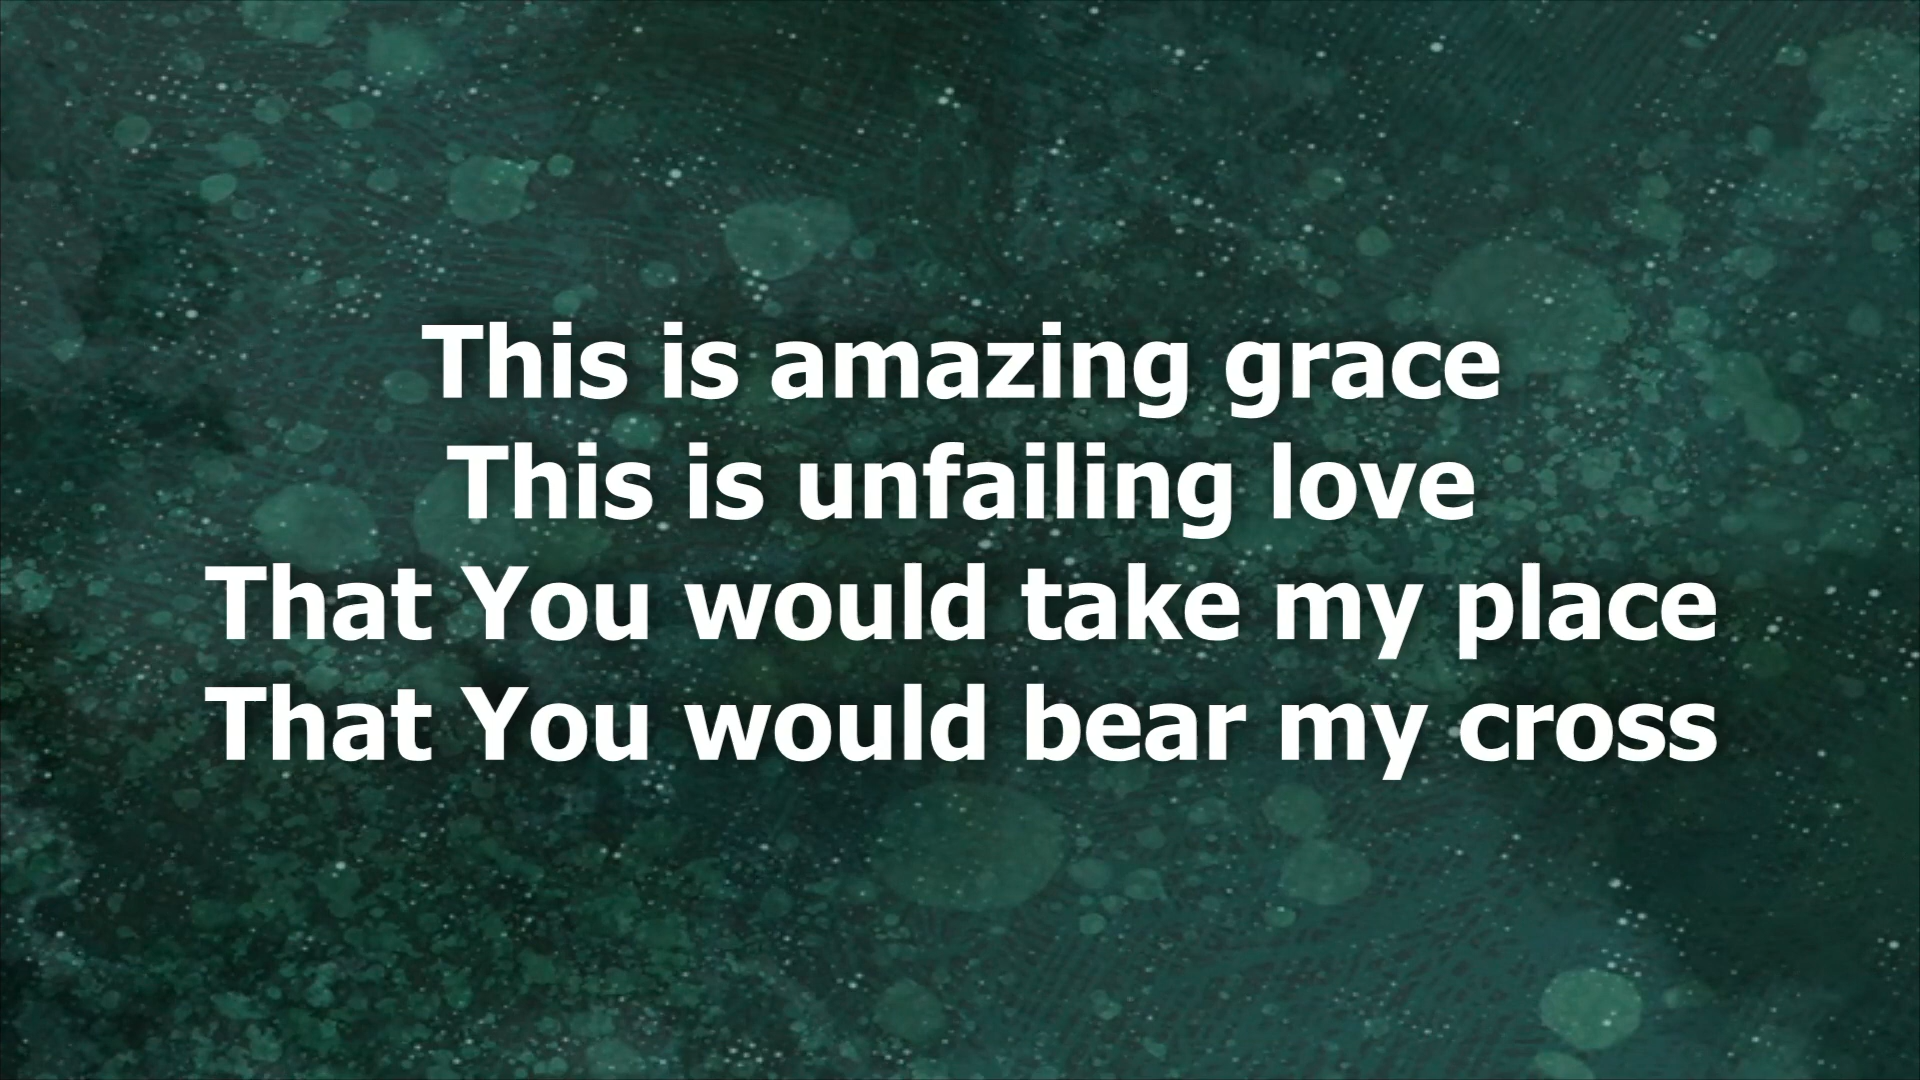 This is amazing grace
This is unfailing love
That You would take my place
That You would bear my cross